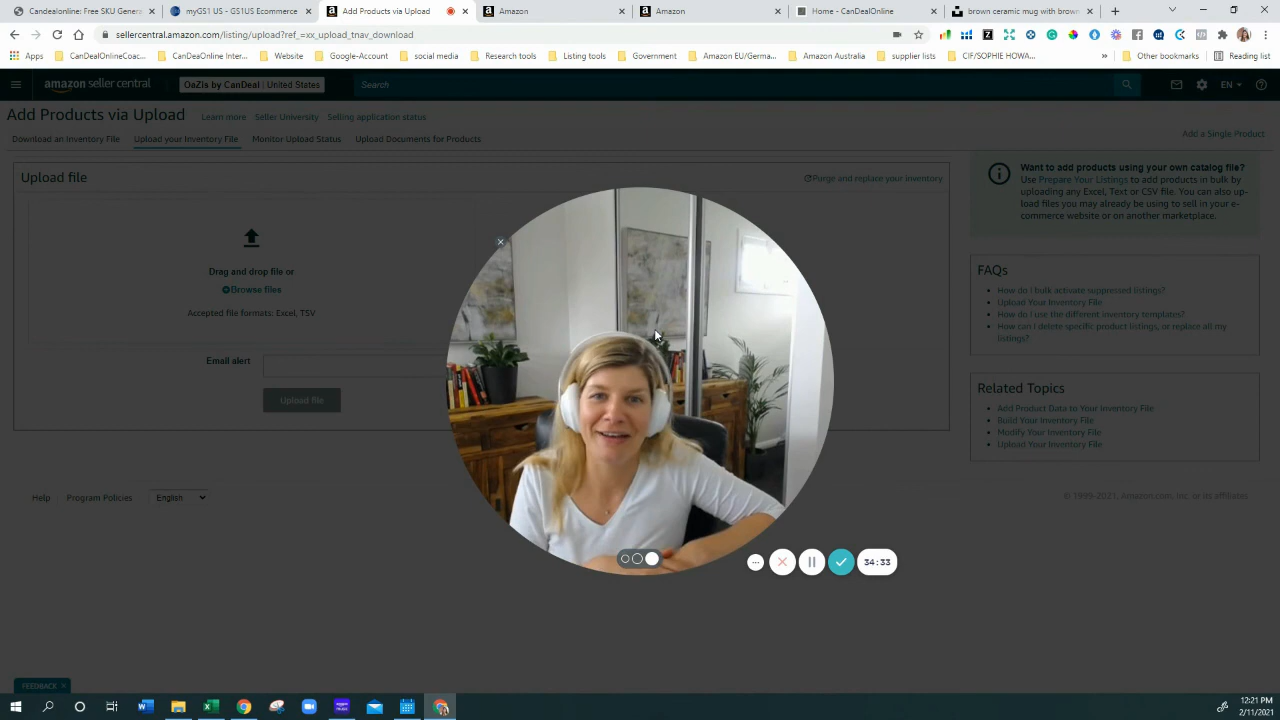 Candealonline: Free SKU Genera
myGS1 US - GS1US Ecommerce
Add Products via Upload
Amazon
Amazon
Home - CanDealOnline
brown ceramic mug with brown
sellercentral.amazon.com/listing/upload?ref_=xx_upload_tnav_download
Apps
CanDealOnlineCoac...
CanDealOnline Inter...
Website
Google-Account
social media
Research tools
Listing tools
Government
Amazon EU/Germa...
Amazon Australia
supplier lists
CIF/SOPHIE HOWA...
»
Other bookmarks
Reading list
amazon seller central
OaZis by CanDeal | United States
Search
EN
Add Products via Upload
Learn more
Seller University
Selling application status
Download an Inventory File
Upload your Inventory File
Monitor Upload Status
Upload Documents for Products
Add a Single Product
Upload file
Purge and replace your inventory
Drag and drop file or
Browse files
Accepted file formats: Excel, TSV
Email alert
Upload file
Want to add products using your own catalog file?
Use Prepare Your Listings to add products in bulk by
uploading any Excel, Text or CSV file. You can also up-
load files you may already be using to sell in your e-
commerce website or on another marketplace.
FAQs
How do I bulk activate suppressed listings?
Upload Your Inventory File
How do I use the different inventory templates?
How can I delete specific product listings, or replace all my
listings?
Related Topics
Add Product Data to Your Inventory File
Build Your Inventory File
Modify Your Inventory File
Upload Your Inventory File
Help
Program Policies
English
© 1999-2021, Amazon.com, Inc. or its affiliates
34:33
FEEDBACK
12:21 PM
2/11/2021